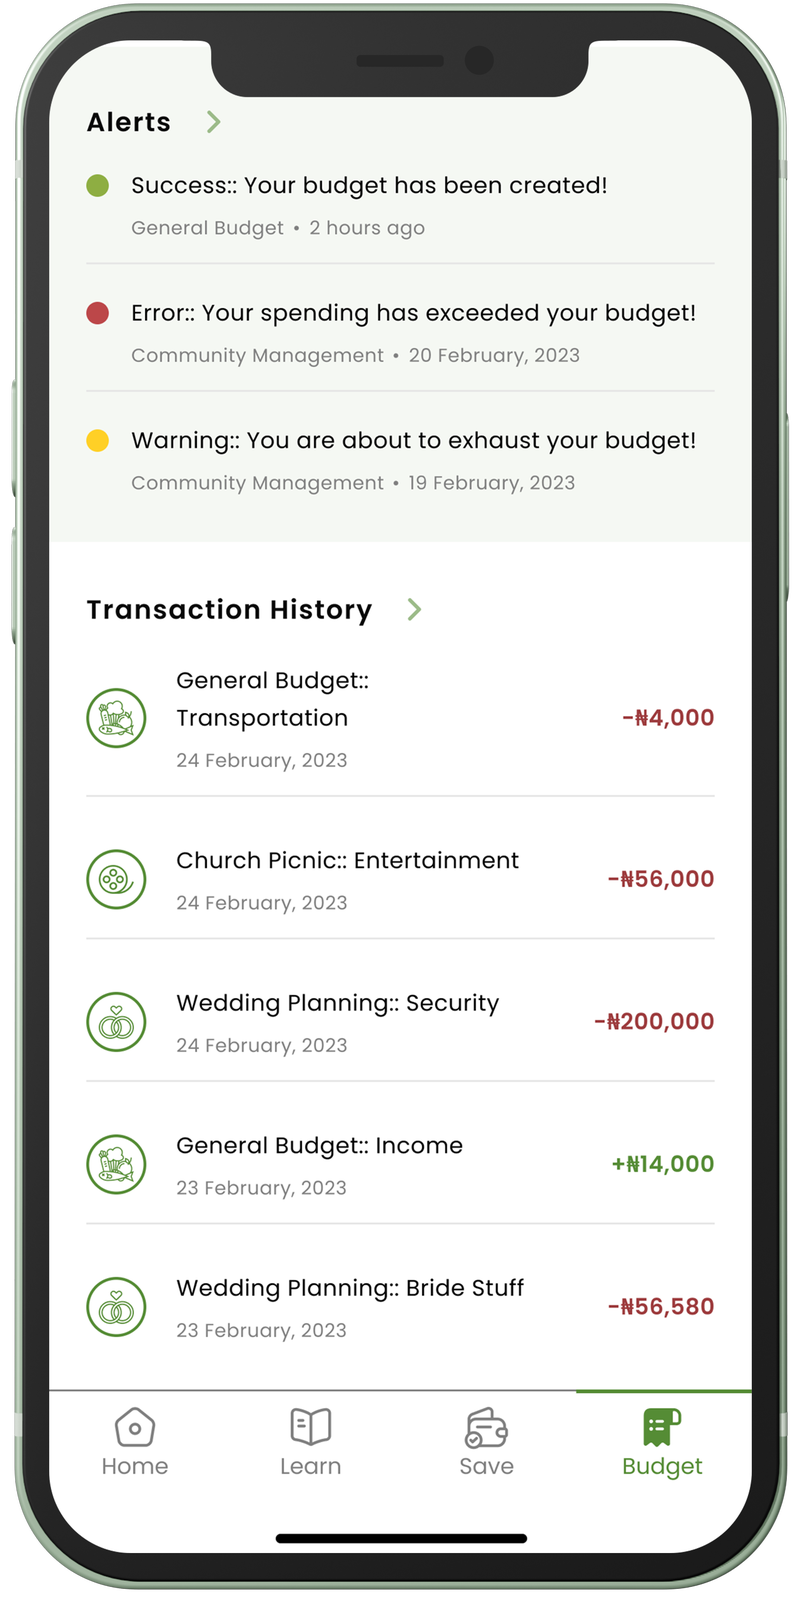 Alerts
Success:: Your budget has been created!
General Budget • 2 hours ago
Error:: Your spending has exceeded your budget!
Community Management • 20 February, 2023
Warning:: You are about to exhaust your budget!
Community Management • 19 February, 2023
Transaction History
General Budget::
Transportation
-₦4,000
24 February, 2023
Church Picnic:: Entertainment
-₦56,000
24 February, 2023
Wedding Planning:: Security
-₦200,000
24 February, 2023
General Budget:: Income
+₦14,000
23 February, 2023
Wedding Planning:: Bride Stuff
-₦56,580
23 February, 2023
Home Learn Save Budget